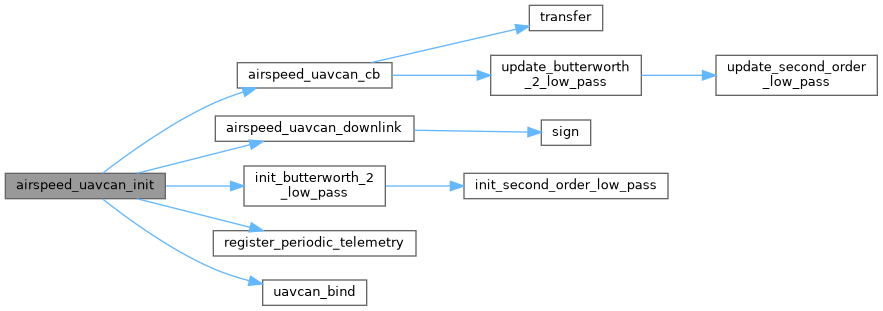 airspeed_uavcan_init
airspeed_uavcan_cb
transfer
update_butterworth
_2_low_pass
update_second_order
_low_pass
airspeed_uavcan_downlink
sign
init_butterworth_2
_low_pass
init_second_order_low_pass
register_periodic_telemetry
uavcan_bind